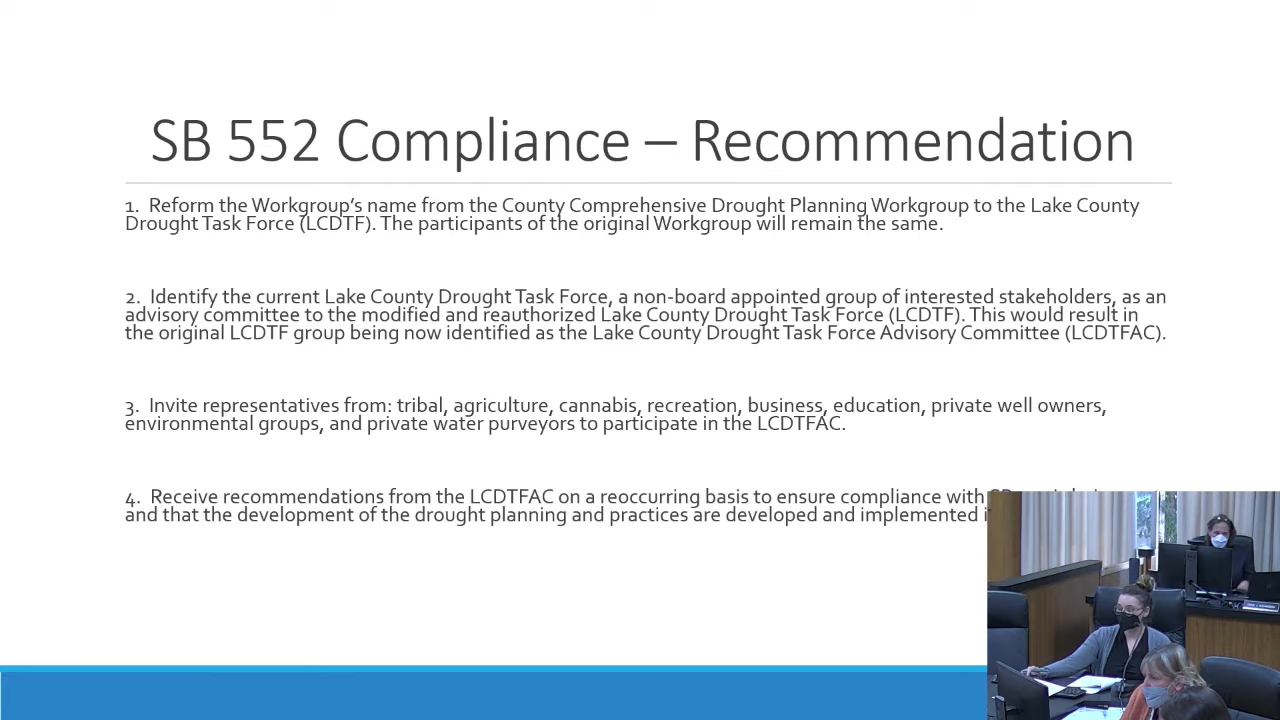 SB 552 Compliance – Recommendation
1. Reform the Workgroup's name from the County Comprehensive Drought Planning Workgroup to the Lake County
Drought Task Force (LCDTF). The participants of the original Workgroup will remain the same.
2. Identify the current Lake County Drought Task Force, a non-board appointed group of interested stakeholders, as an
advisory committee to the modified and reauthorized Lake County Drought Task Force (LCDTF). This would result in
the original LCDTF group being now identified as the Lake County Drought Task Force Advisory Committee (LCDTFAC).
3. Invite representatives from: tribal, agriculture, cannabis, recreation, business, education, private well owners,
environmental groups, and private water purveyors to participate in the LCDTFAC.
4. Receive recommendations from the LCDTFAC on a reoccurring basis to ensure compliance with
and that the development of the drought planning and practices are developed and implemented